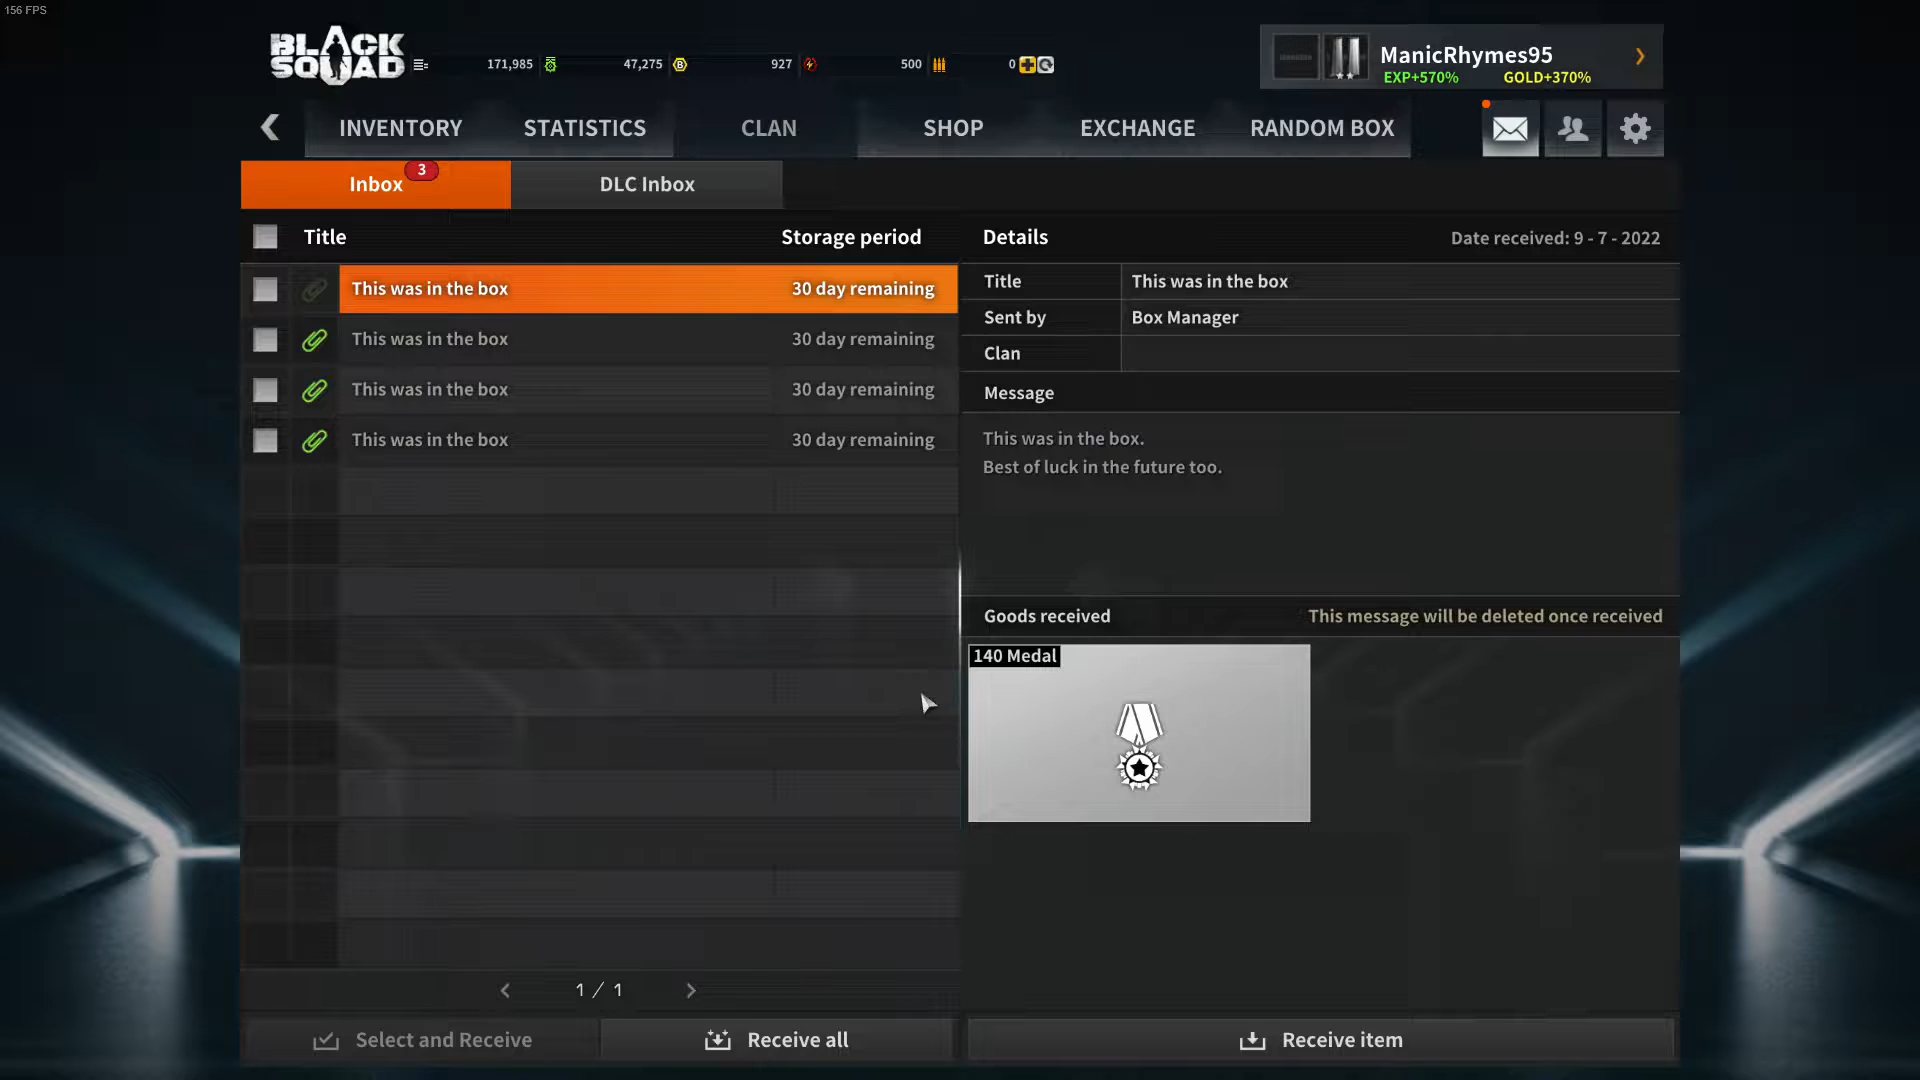 156 FPS
BLACK SQUAD
171,985
47,275
B
927
500
0
ManicRhymes95
EXP+570%
GOLD+370%
INVENTORY
STATISTICS
CLAN
SHOP
EXCHANGE
RANDOM BOX
Inbox
3
DLC Inbox
Title
Storage period
This was in the box
30 day remaining
This was in the box
30 day remaining
This was in the box
30 day remaining
This was in the box
30 day remaining
1 / 1
Select and Receive
Receive all
Details
Date received: 9 - 7 - 2022
Title
This was in the box
Sent by
Box Manager
Clan
Message
This was in the box.
Best of luck in the future too.
Goods received
This message will be deleted once received
140 Medal
Receive item